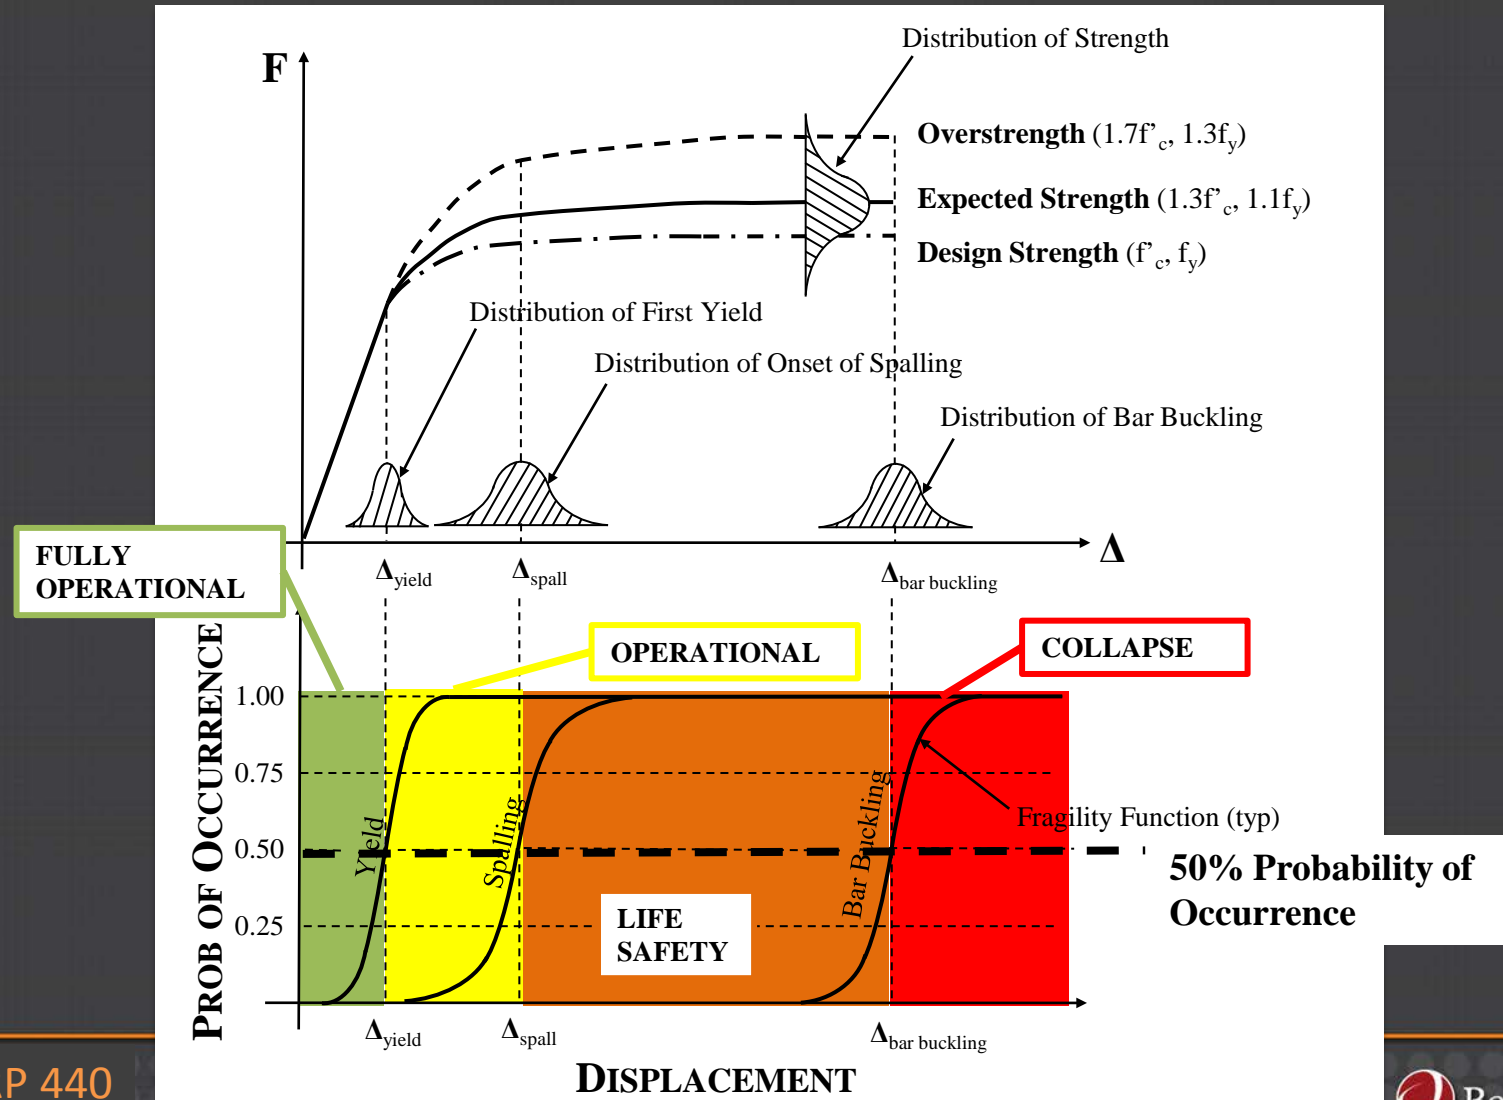 Distribution of Strength
F
Overstrength (1.7f’c, 1.3fy)
Expected Strength (1.3f’c, 1.1fy)
Design Strength (f’c, fy)
Distribution of First Yield
Distribution of Onset of Spalling
Distribution of Bar Buckling
Δ
FULLY
OPERATIONAL
Δyield
Δspall
Δbar buckling
OPERATIONAL
COLLAPSE
PROB OF OCCURRENCE
1.00
0.75
0.50
0.25
Yield
Spalling
Bar Buckling
Fragility Function (typ)
50% Probability of
Occurrence
LIFE
SAFETY
Δyield
Δspall
Δbar buckling
DISPLACEMENT
P 440